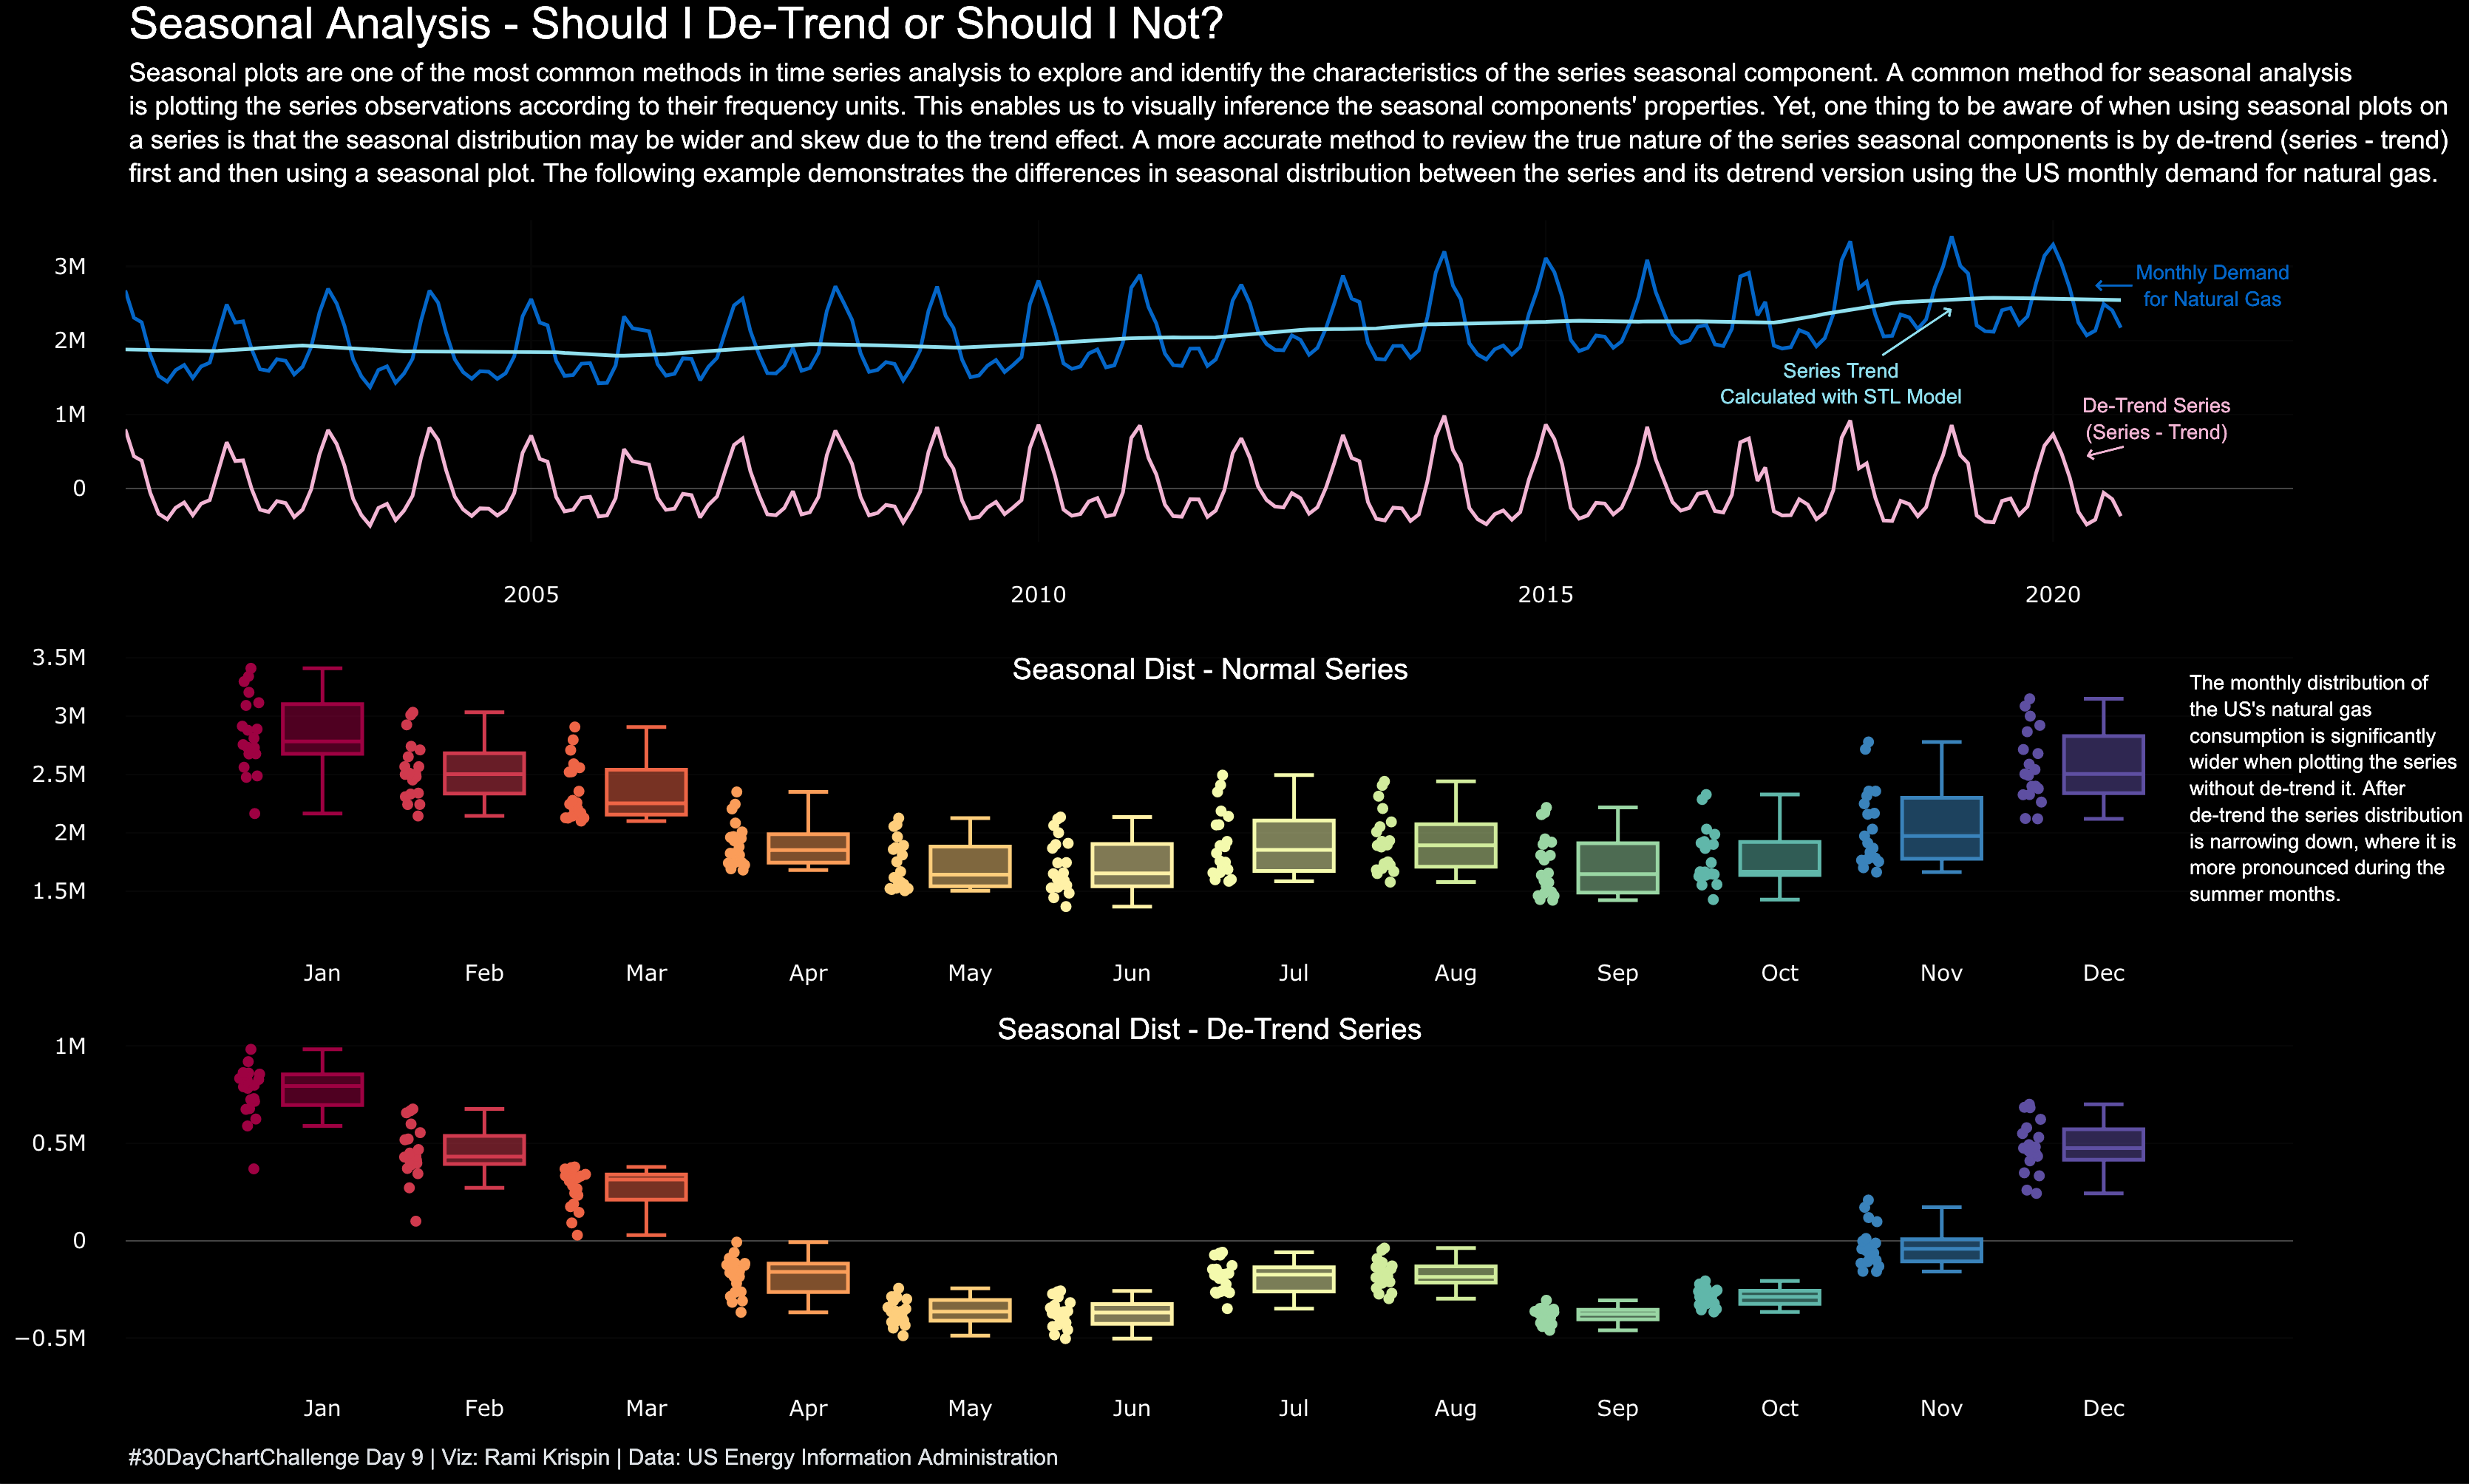 Seasonal Analysis - Should I De-Trend or Should I Not?
Seasonal plots are one of the most common methods in time series analysis to explore and identify the characteristics of the series seasonal component. A common method for seasonal analysis
is plotting the series observations according to their frequency units. This enables us to visually inference the seasonal components' properties. Yet, one thing to be aware of when using seasonal plots on
a series is that the seasonal distribution may be wider and skew due to the trend effect. A more accurate method to review the true nature of the series seasonal components is by de-trend (series - trend)
first and then using a seasonal plot. The following example demonstrates the differences in seasonal distribution between the series and its detrend version using the US monthly demand for natural gas.
3M
2M
1M
0
Monthly Demand
for Natural Gas
Series Trend
Calculated with STL Model
De-Trend Series
(Series - Trend)
2005 2010 2015 2020
Seasonal Dist - Normal Series
3.5M
3M
2.5M
2M
1.5M
The monthly distribution of
the US's natural gas
consumption is significantly
wider when plotting the series
without de-trend it. After
de-trend the series distribution
is narrowing down, where it is
more pronounced during the
summer months.
Jan Feb Mar Apr May Jun Jul Aug Sep Oct Nov Dec
Seasonal Dist - De-Trend Series
1M
0.5M
0
−0.5M
Jan Feb Mar Apr May Jun Jul Aug Sep Oct Nov Dec
#30DayChartChallenge Day 9 | Viz: Rami Krispin | Data: US Energy Information Administration